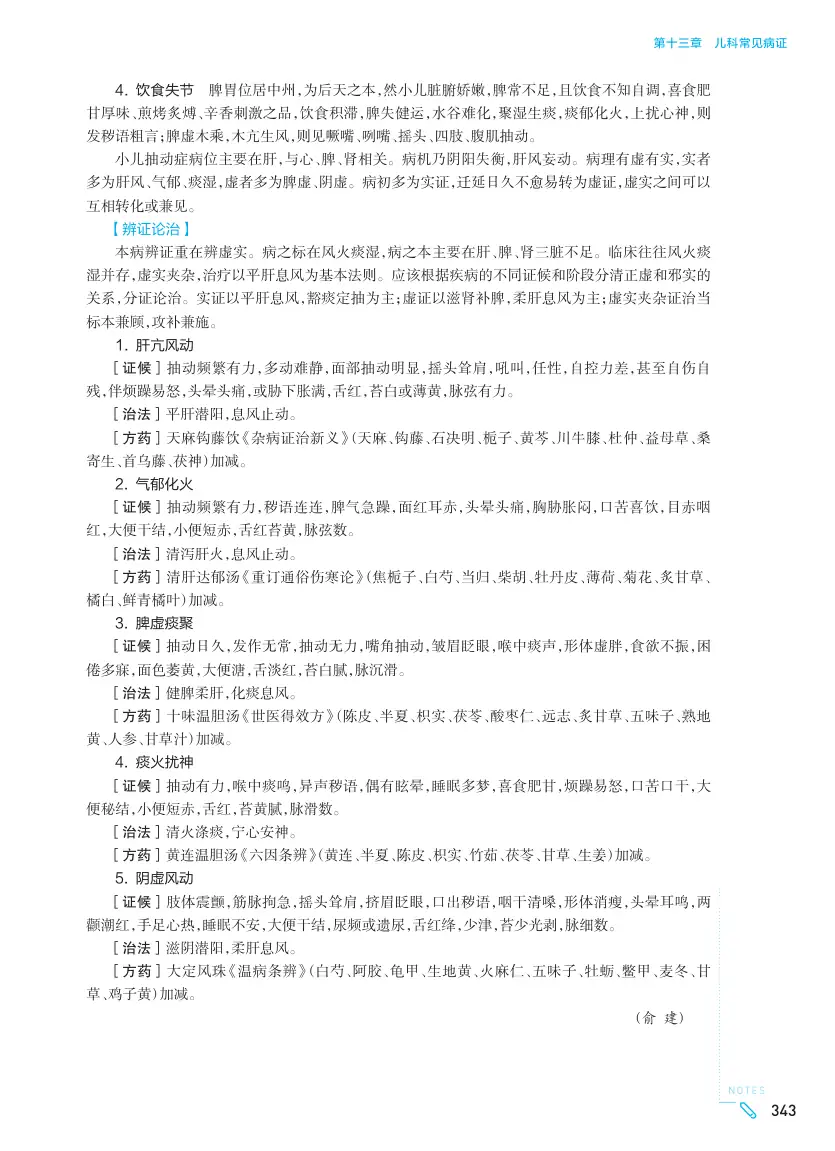 第十三章 儿科常见病证
4. 饮食失节 脾胃位居中州,为后天之本,然小儿脏腑娇嫩,脾常不足,且饮食不知自调,喜食肥
甘厚味、煎烤炙煿、辛香刺激之品,饮食积滞,脾失健运,水谷难化,聚湿生痰,痰郁化火,上扰心神,则
发秽语粗言;脾虚木乘,木亢生风,则见噘嘴、咧嘴、摇头、四肢、腹肌抽动。
小儿抽动症病位主要在肝,与心、脾、肾相关。病机乃阴阳失衡,肝风妄动。病理有虚有实,实者
多为肝风、气郁、痰湿,虚者多为脾虚、阴虚。病初多为实证,迁延日久不愈易转为虚证,虚实之间可以
互相转化或兼见。
【辨证论治】
本病辨证重在辨虚实。病之标在风火痰湿,病之本主要在肝、脾、肾三脏不足。临床往往风火痰
湿并存,虚实夹杂,治疗以平肝息风为基本法则。应该根据疾病的不同证候和阶段分清正虚和邪实的
关系,分证论治。实证以平肝息风,豁痰定抽为主;虚证以滋肾补脾,柔肝息风为主;虚实夹杂证治当
标本兼顾,攻补兼施。
1. 肝亢风动
[证候] 抽动频繁有力,多动难静,面部抽动明显,摇头耸肩,吼叫,任性,自控力差,甚至自伤自
残,伴烦躁易怒,头晕头痛,或胁下胀满,舌红,苔白或薄黄,脉弦有力。
[治法] 平肝潜阳,息风止动。
[方药] 天麻钩藤饮《杂病证治新义》(天麻、钩藤、石决明、栀子、黄芩、川牛膝、杜仲、益母草、桑
寄生、首乌藤、茯神)加减。
2. 气郁化火
[证候] 抽动频繁有力,秽语连连,脾气急躁,面红耳赤,头晕头痛,胸胁胀闷,口苦喜饮,目赤咽
红,大便干结,小便短赤,舌红苔黄,脉弦数。
[治法] 清泻肝火,息风止动。
[方药] 清肝达郁汤《重订通俗伤寒论》(焦栀子、白芍、当归、柴胡、牡丹皮、薄荷、菊花、炙甘草、
橘白、鲜青橘叶)加减。
3. 脾虚痰聚
[证候] 抽动日久,发作无常,抽动无力,嘴角抽动,皱眉眨眼,喉中痰声,形体虚胖,食欲不振,困
倦多寐,面色萎黄,大便溏,舌淡红,苔白腻,脉沉滑。
[治法] 健脾柔肝,化痰息风。
[方药] 十味温胆汤《世医得效方》(陈皮、半夏、枳实、茯苓、酸枣仁、远志、炙甘草、五味子、熟地
黄、人参、甘草汁)加减。
4. 痰火扰神
[证候] 抽动有力,喉中痰鸣,异声秽语,偶有眩晕,睡眠多梦,喜食肥甘,烦躁易怒,口苦口干,大
便秘结,小便短赤,舌红,苔黄腻,脉滑数。
[治法] 清火涤痰,宁心安神。
[方药] 黄连温胆汤《六因条辨》(黄连、半夏、陈皮、枳实、竹茹、茯苓、甘草、生姜)加减。
5. 阴虚风动
[证候] 肢体震颤,筋脉拘急,摇头耸肩,挤眉眨眼,口出秽语,咽干清嗓,形体消瘦,头晕耳鸣,两
颧潮红,手足心热,睡眠不安,大便干结,尿频或遗尿,舌红绛,少津,苔少光剥,脉细数。
[治法] 滋阴潜阳,柔肝息风。
[方药] 大定风珠《温病条辨》(白芍、阿胶、龟甲、生地黄、火麻仁、五味子、牡蛎、鳖甲、麦冬、甘
草、鸡子黄)加减。
(俞 建)
NOTES
343